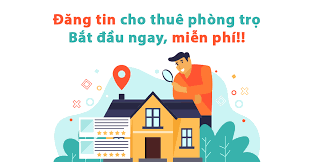 Đăng tin cho thuê phòng trọ
Bắt đầu ngay, miễn phí!!